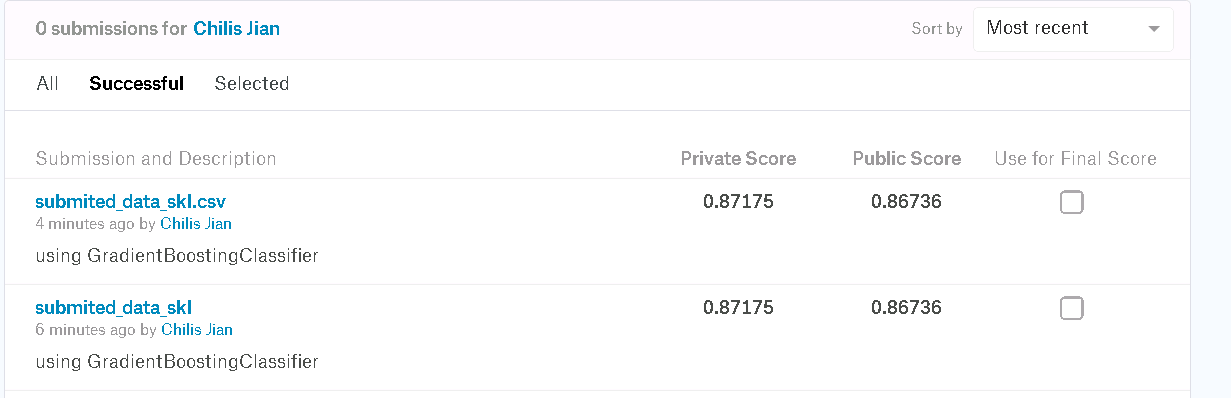 0 submissions for Chilis Jian Sort by Most recent
All Successful Selected
Submission and Description Private Score Public Score Use for Final Score
submited_data_skl.csv 0.87175 0.86736
4 minutes ago by Chilis Jian
using GradientBoostingClassifier
submited_data_skl 0.87175 0.86736
6 minutes ago by Chilis Jian
using GradientBoostingClassifier